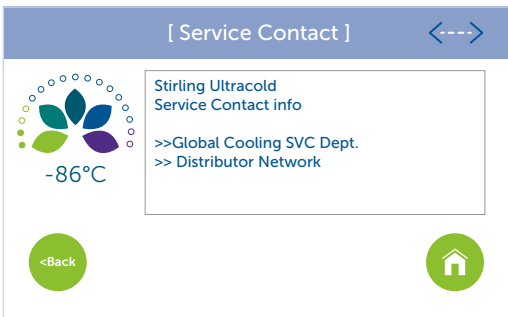 [ Service Contact ]
Stirling Ultracold
Service Contact info
>>Global Cooling SVC Dept.
>> Distributor Network
-86°C
<Back